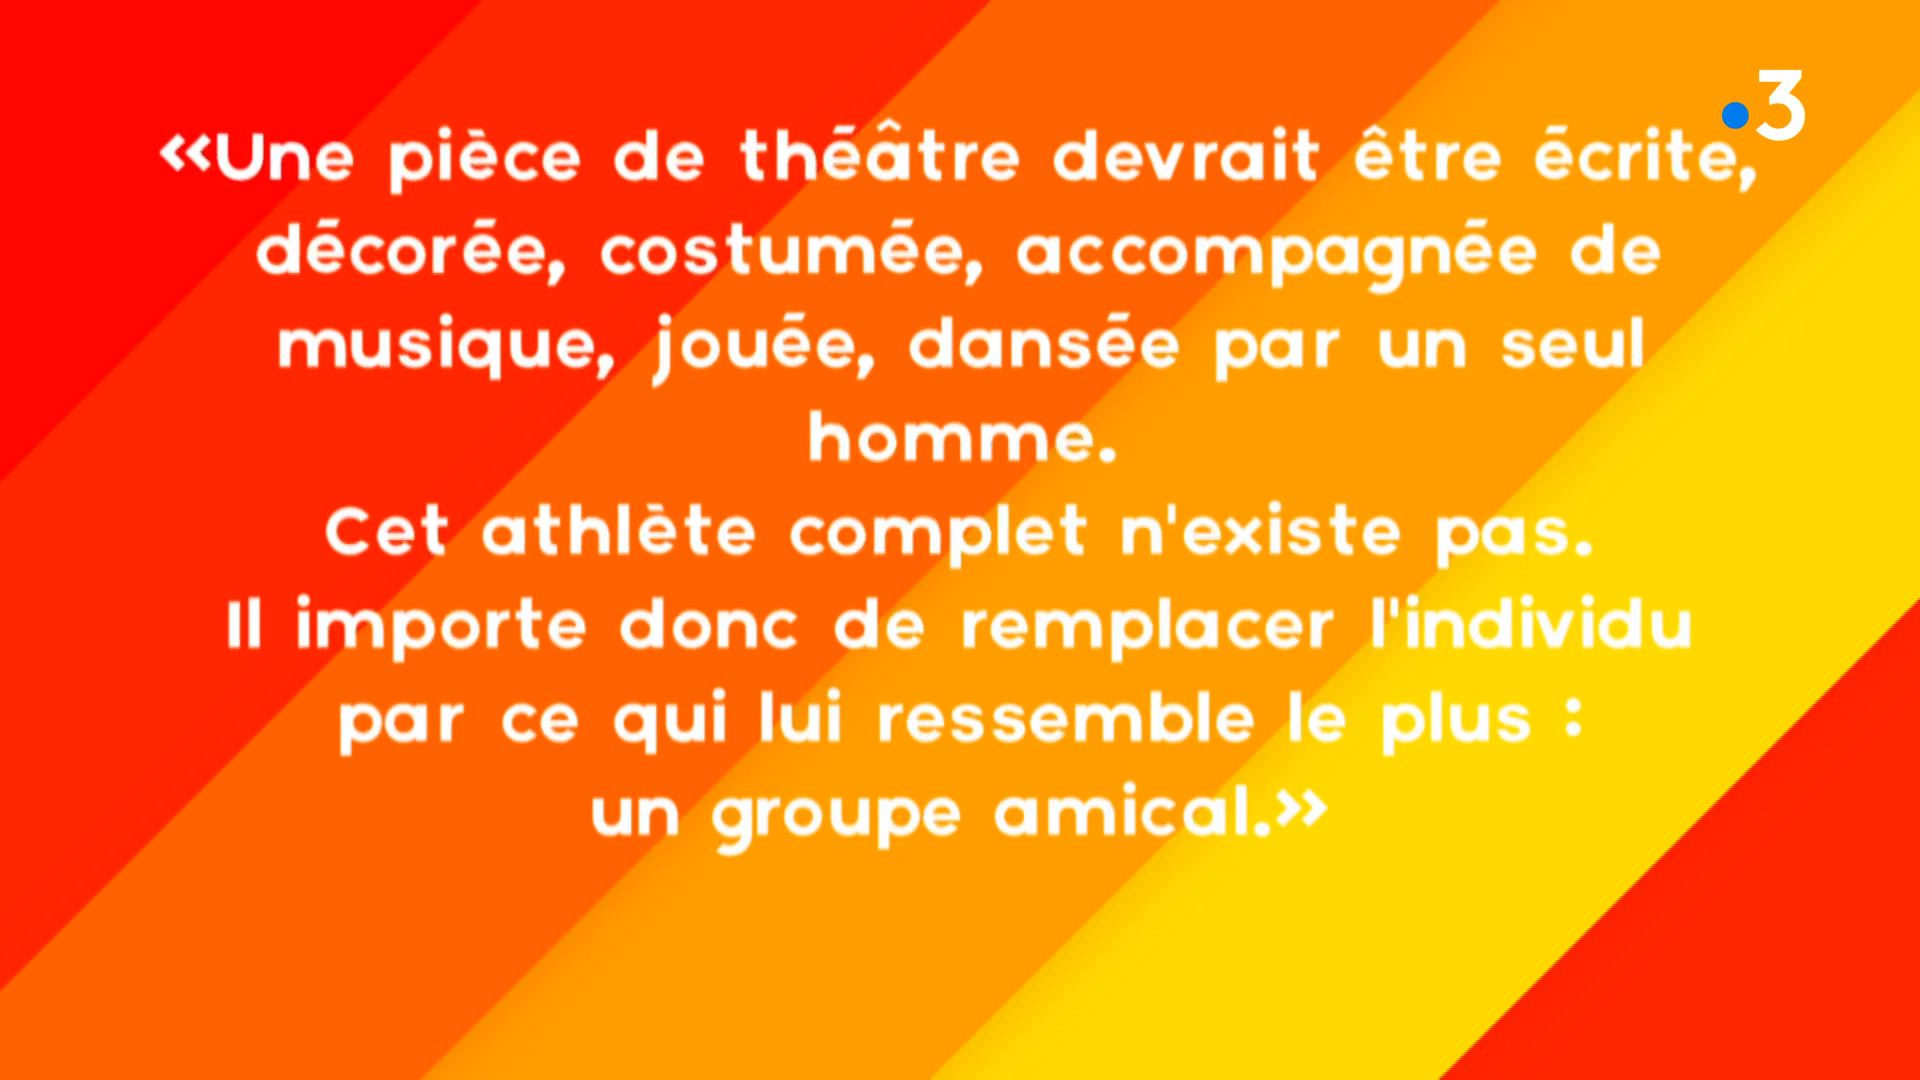 «Une pièce de théâtre devrait être écrite,
décorée, costumée, accompagnée de
musique, jouée, dansée par un seul
homme.
Cet athlète complet n'existe pas.
Il importe donc de remplacer l'individu
par ce qui lui ressemble le plus :
un groupe amical.»
3